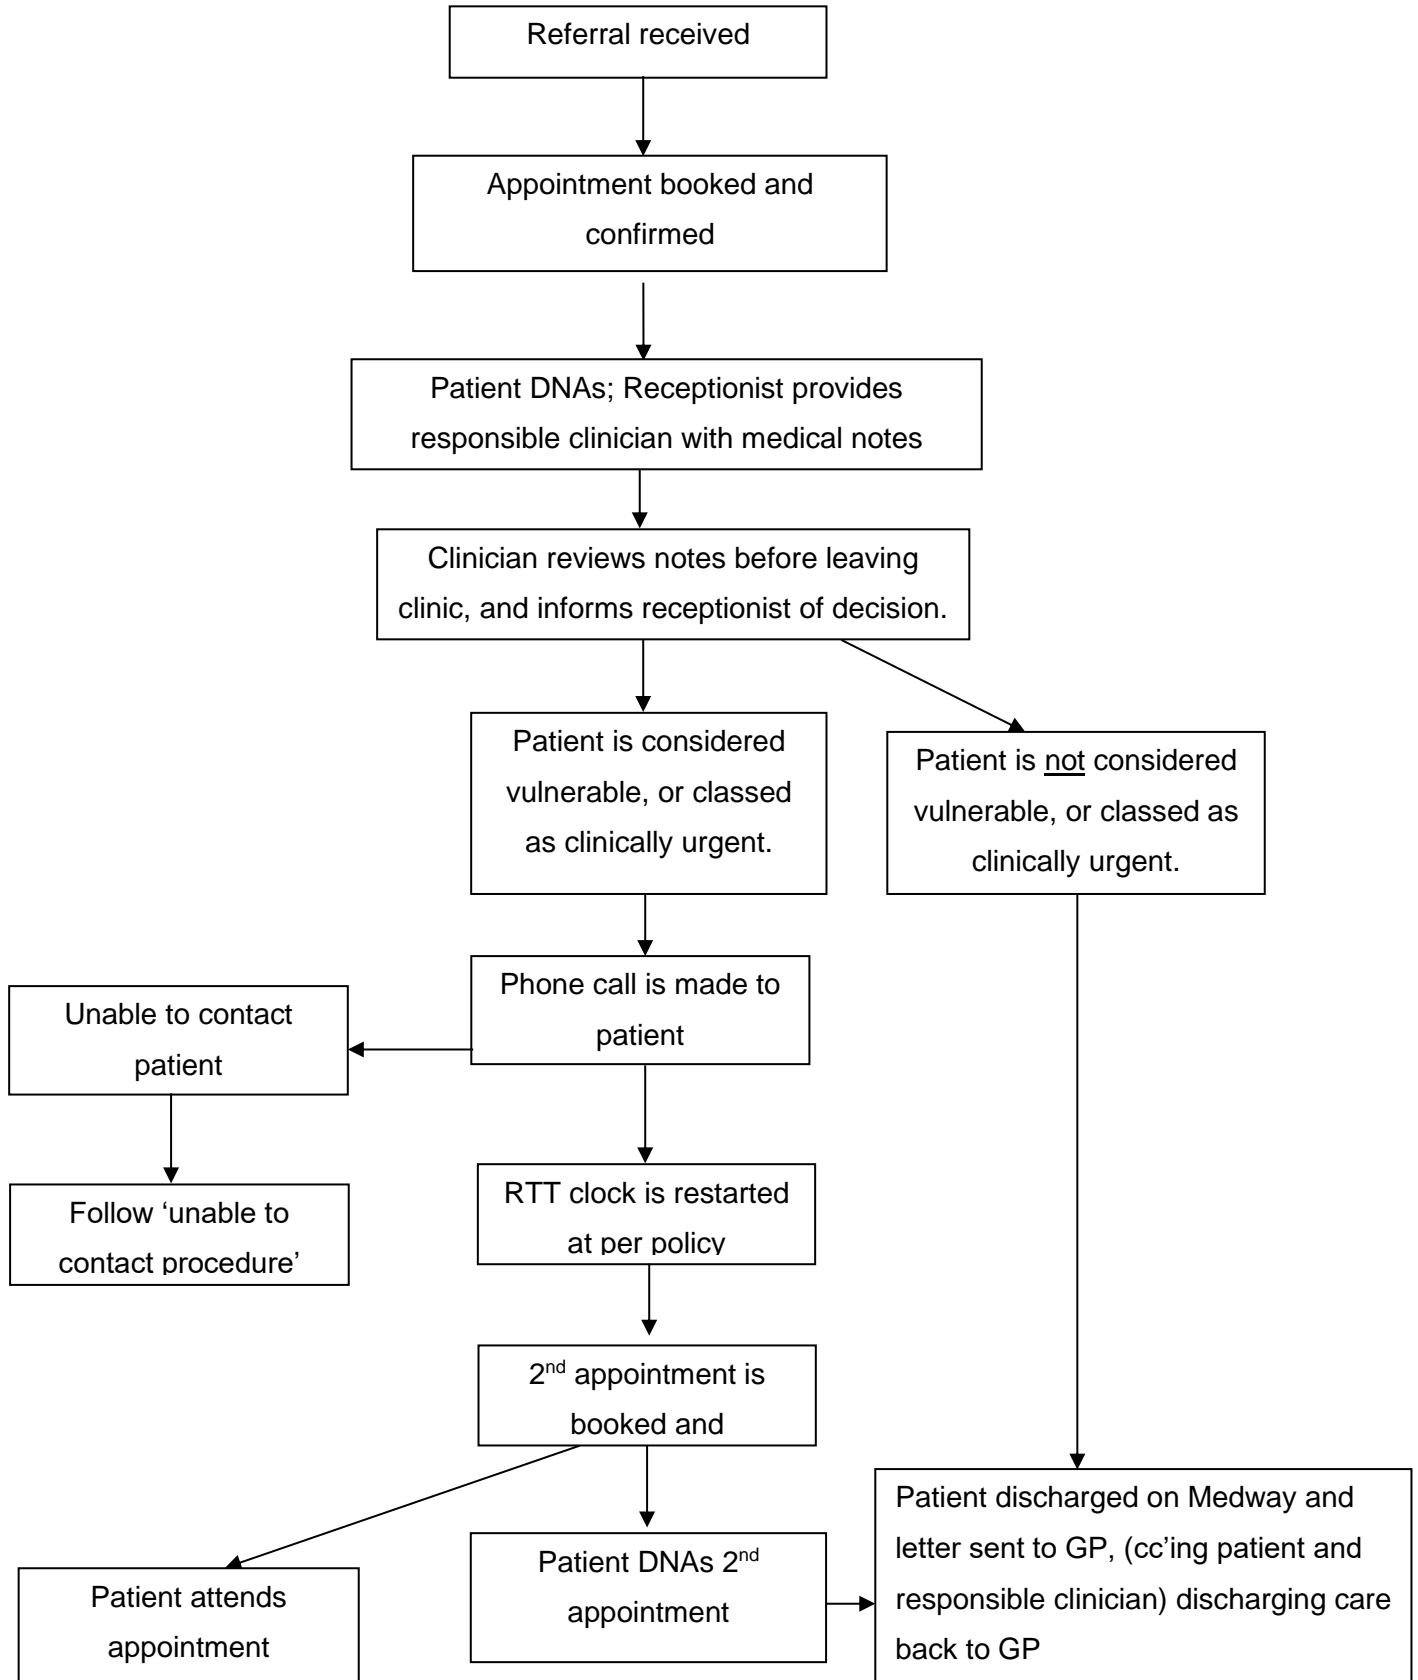 Referral received
Appointment booked and
confirmed
Patient DNAs; Receptionist provides
responsible clinician with medical notes
Clinician reviews notes before leaving
clinic, and informs receptionist of decision.
Patient is considered
vulnerable, or classed
as clinically urgent.
Patient is not considered
vulnerable, or classed as
clinically urgent.
Phone call is made to
patient
Unable to contact
patient
Follow ‘unable to
contact procedure’
RTT clock is restarted
at per policy
2nd appointment is
booked and
Patient attends
appointment
Patient DNAs 2nd
appointment
Patient discharged on Medway and
letter sent to GP, (cc’ing patient and
responsible clinician) discharging care
back to GP